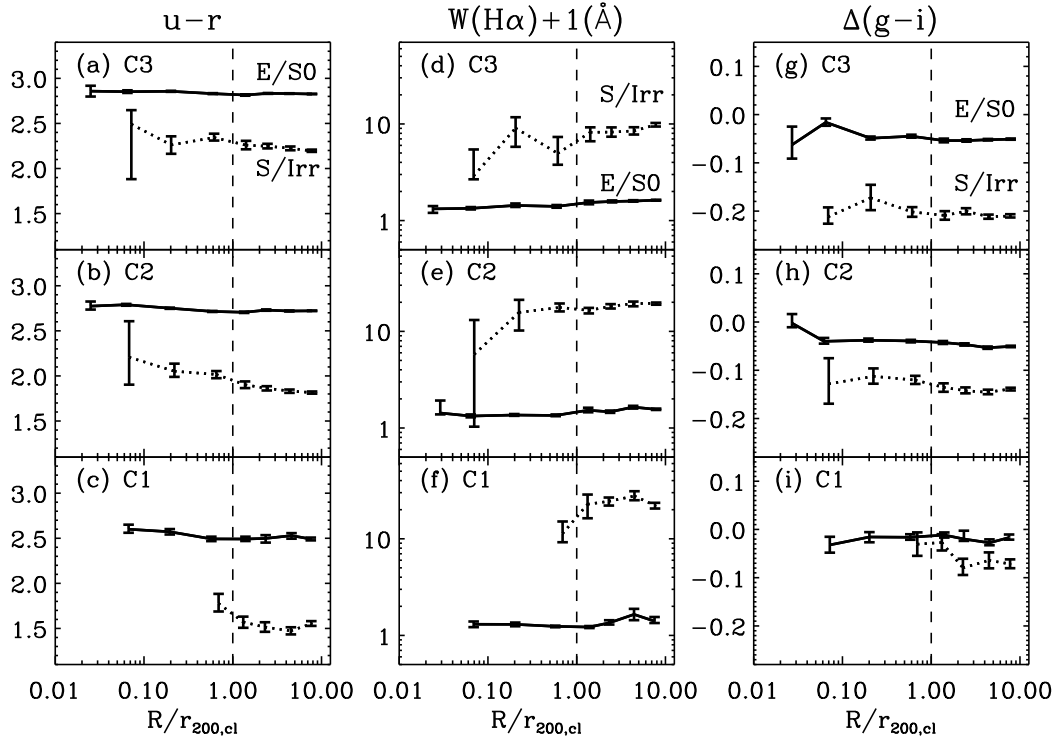 u−r W(Hα)+1(Å) Δ(g−i)
(a) C3 E/S0 S/Irr
3.0
2.5
2.0
1.5
(d) C3 S/Irr E/S0
10
1
(g) C3 E/S0 S/Irr
0.1
0.0
−0.1
−0.2
(b) C2
3.0
2.5
2.0
1.5
(e) C2
10
1
(h) C2
0.1
0.0
−0.1
−0.2
(c) C1
3.0
2.5
2.0
1.5
(f) C1
10
1
(i) C1
0.1
0.0
−0.1
−0.2
0.01 0.10 1.00 10.00 0.10 1.00 10.00 0.10 1.00 10.00
R/r200,cl R/r200,cl R/r200,cl